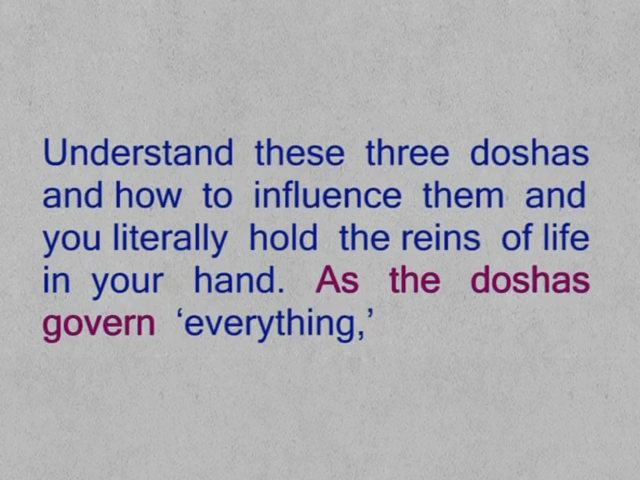 Understand these three doshas
and how to influence them and
you literally hold the reins of life
in your hand. As the doshas
govern ‘everything,’